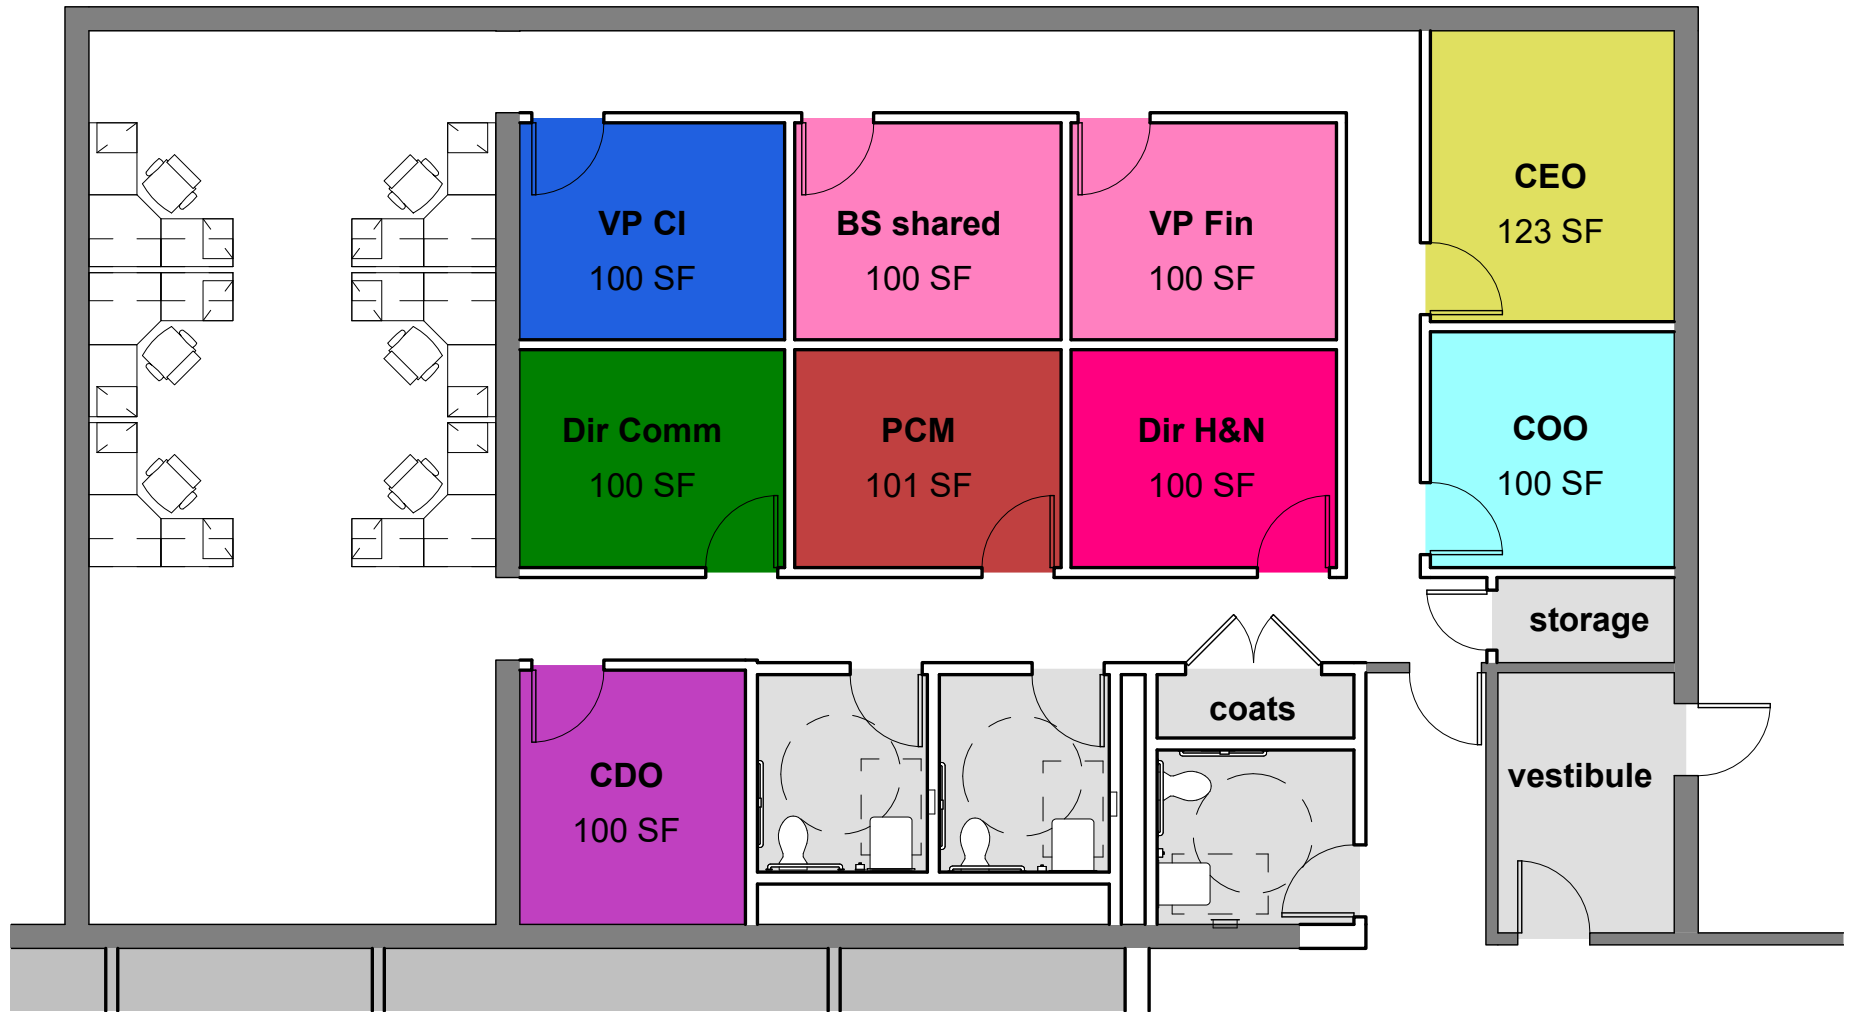 CEO
123 SF
VP CI
100 SF
BS shared
100 SF
VP Fin
100 SF
Dir Comm
100 SF
PCM
101 SF
Dir H&N
100 SF
COO
100 SF
storage
coats
CDO
100 SF
vestibule